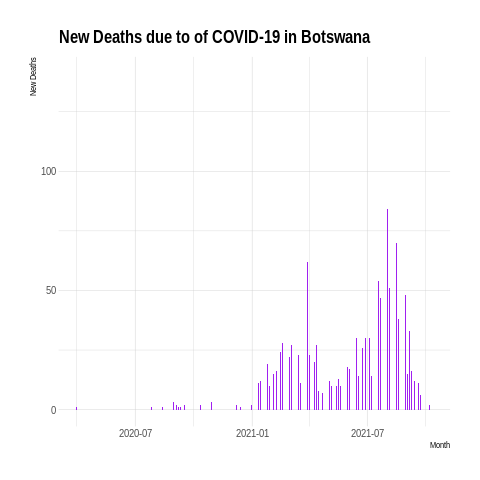 New Deaths due to of COVID-19 in Botswana
New Deaths
100
50
0
2020-07
2021-01
2021-07
Month